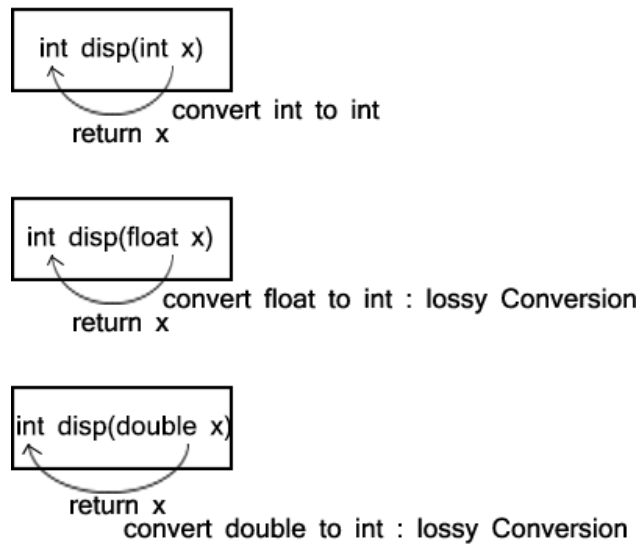 int disp(int x)
convert int to int
return x
int disp(float x)
convert float to int : lossy Conversion
return x
int disp(double x)
return x
convert double to int : lossy Conversion